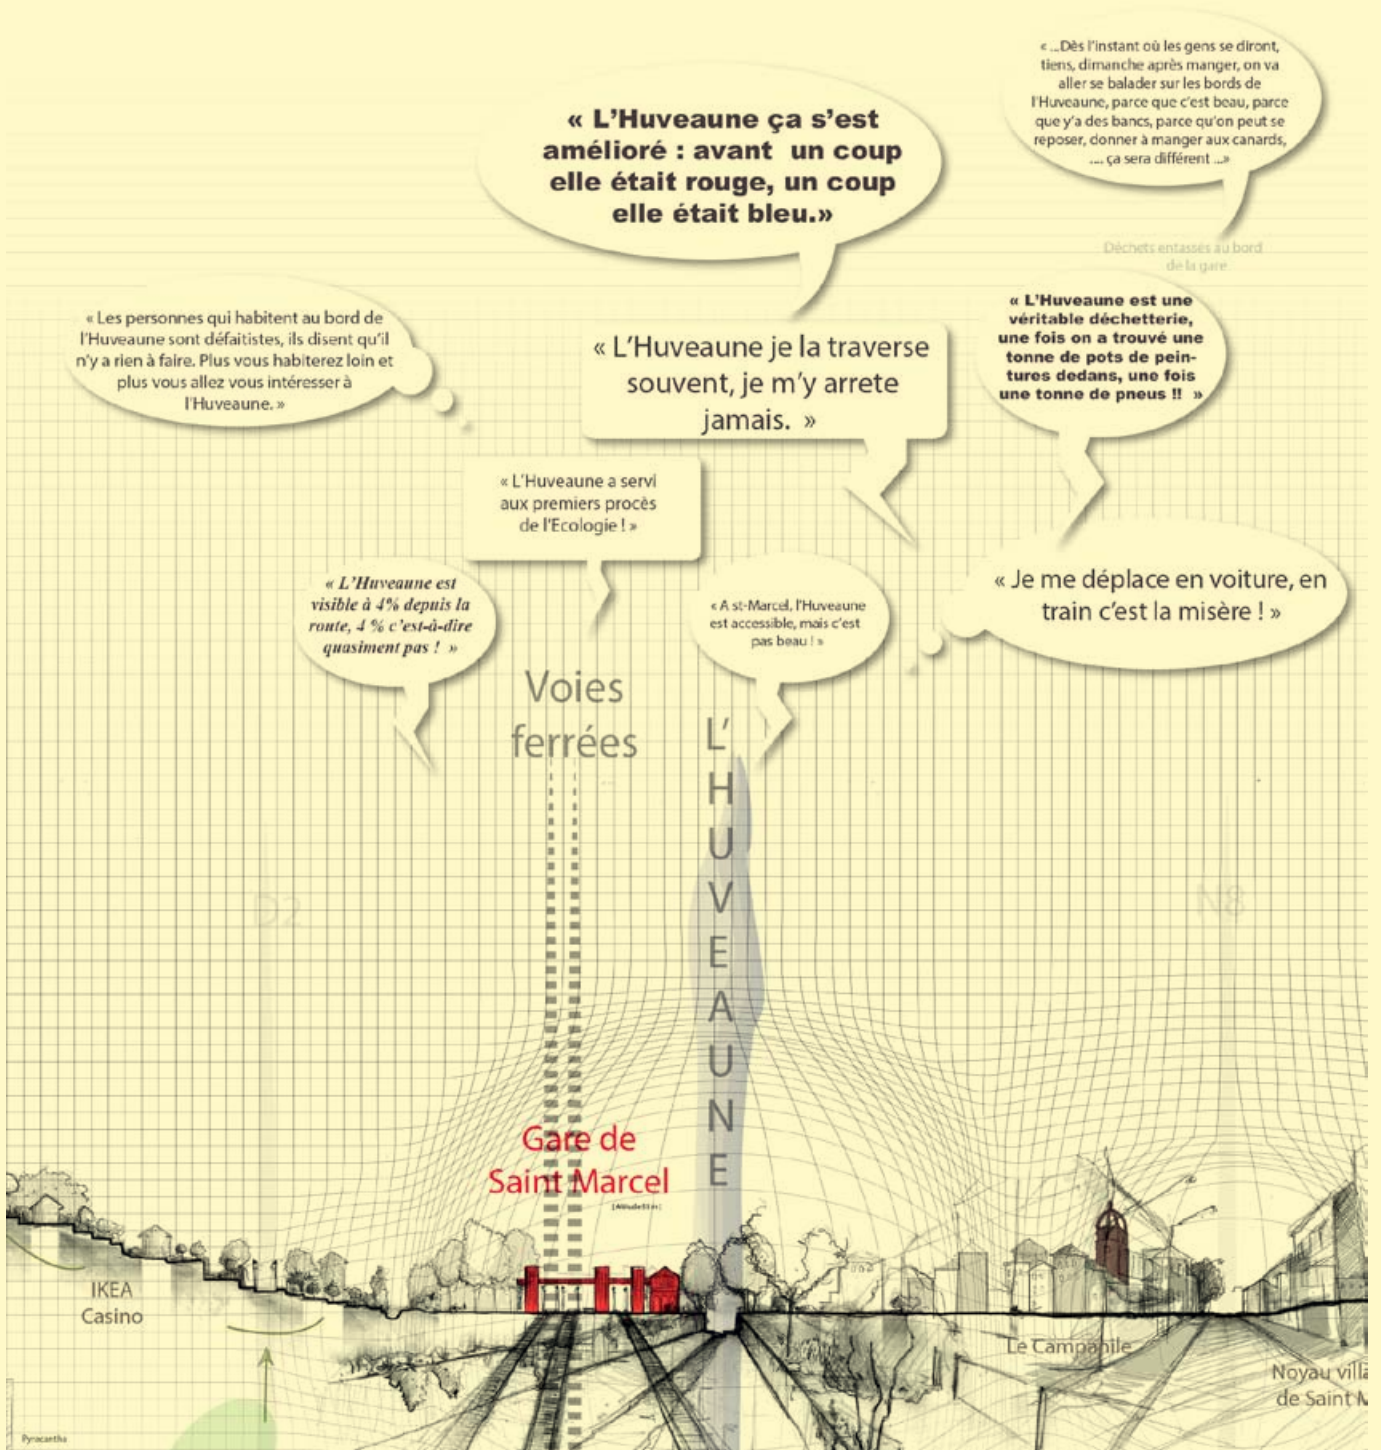 « ...Dès l'instant où les gens se diront,
tiens, dimanche après manger, on va
aller se balader sur les bords de
l'Huveaune, parce que c'est beau, parce
que y'a des bancs, parce qu'on peut se
reposer, donner à manger aux canards,
.... ça sera différent ...»
« L'Huveaune ça s'est
amélioré : avant un coup
elle était rouge, un coup
elle était bleu.»
Déchets entassés au bord
de la gare
« Les personnes qui habitent au bord de
l'Huveaune sont défaitistes, ils disent qu'il
n'y a rien à faire. Plus vous habiterez loin et
plus vous allez vous intéresser à
l'Huveaune. »
« L'Huveaune je la traverse
souvent, je m'y arrete
jamais. »
« L'Huveaune est une
véritable déchetterie,
une fois on a trouvé une
tonne de pots de pein-
tures dedans, une fois
une tonne de pneus !! »
« L'Huveaune a servi
aux premiers procès
de l'Ecologie ! »
« L'Huveaune est
visible à 4% depuis la
route, 4 % c'est-à-dire
quasiment pas ! »
« A st-Marcel, l'Huveaune
est accessible, mais c'est
pas beau ! »
« Je me déplace en voiture, en
train c'est la misère ! »
Voies
ferrées
L'HUVEAUNE
D2
N8
Gare de
Saint Marcel
IKEA
Casino
Le Campanile
Noyau villa
de Saint M
Pyracantha